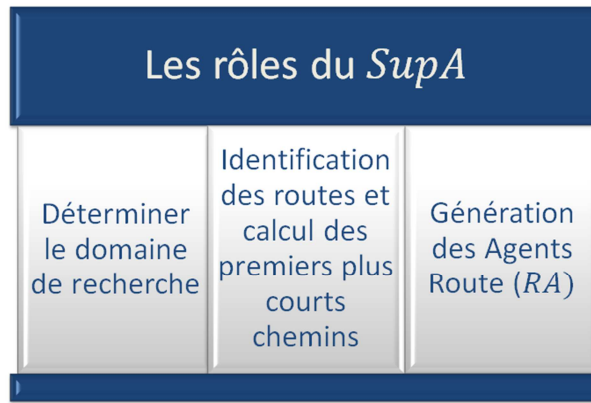 Les rôles du SupA
Déterminer
le domaine
de recherche
Identification
des routes et
calcul des
premiers plus
courts
chemins
Génération
des Agents
Route (RA)